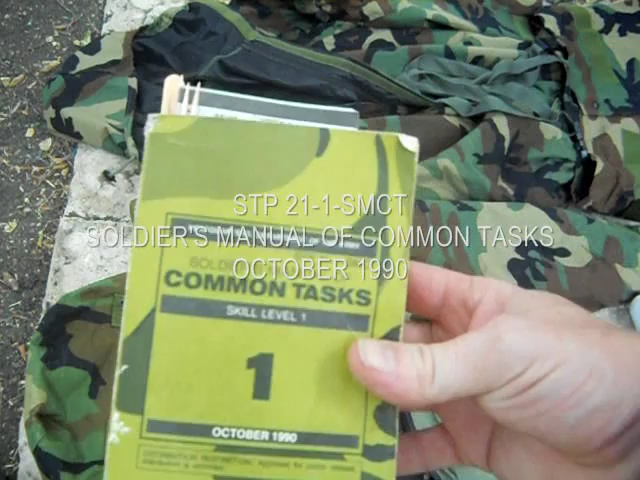 STP 21-1-SMCT
SOLDIER'S MANUAL OF COMMON TASKS
OCTOBER 1990
COMMON TASKS
SKILL LEVEL 1
1
OCTOBER 1990